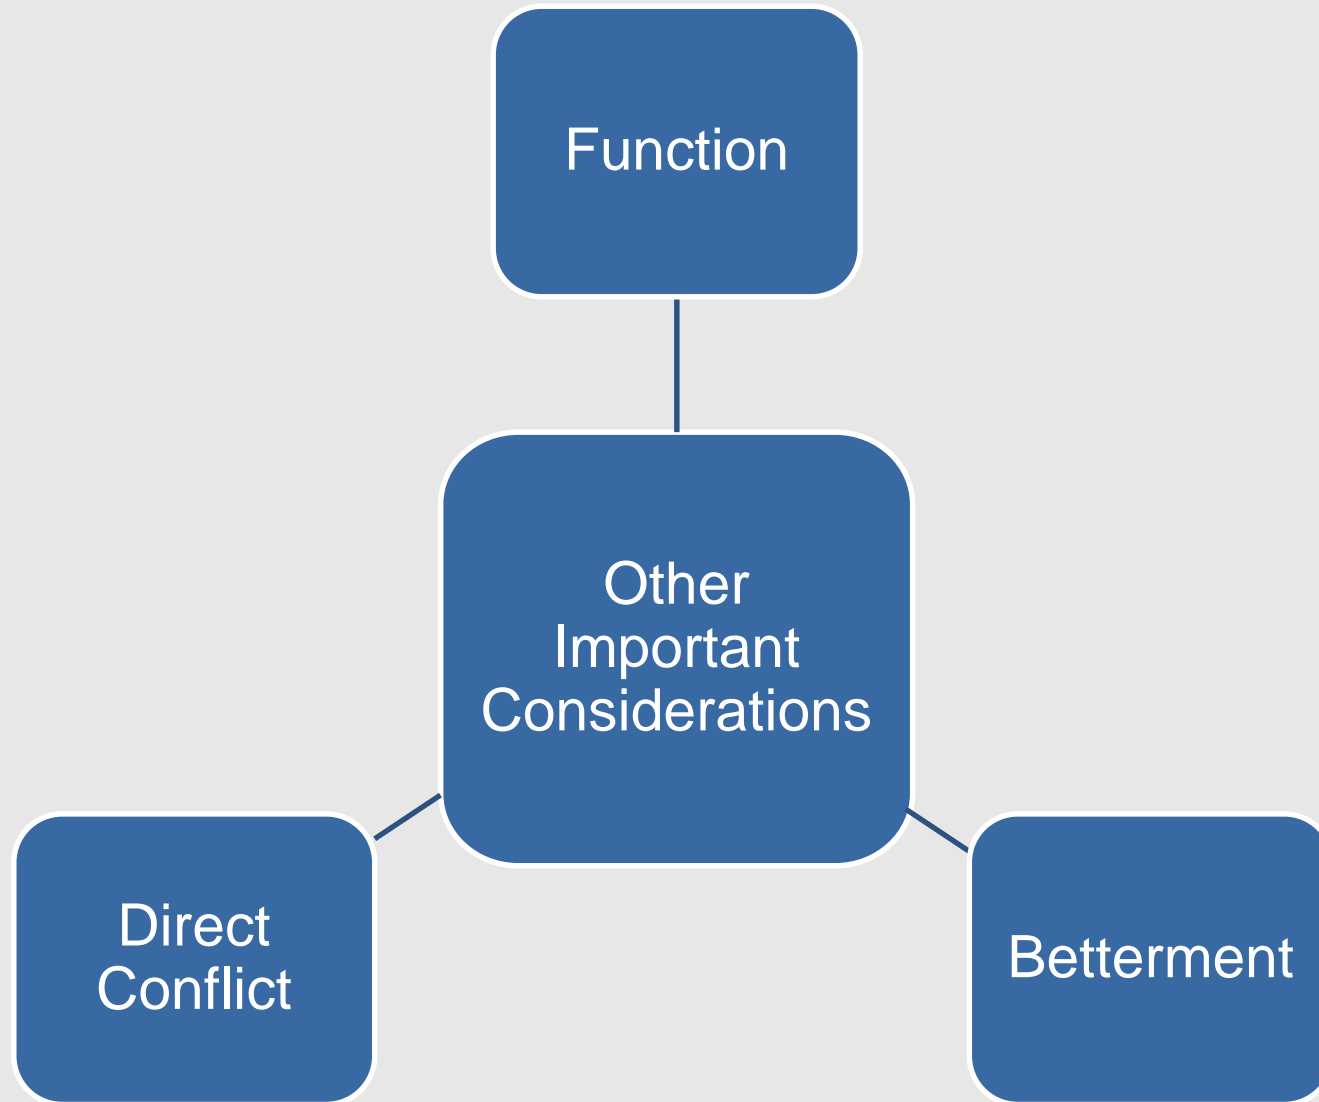 Function
Other
Important
Considerations
Direct
Conflict
Betterment